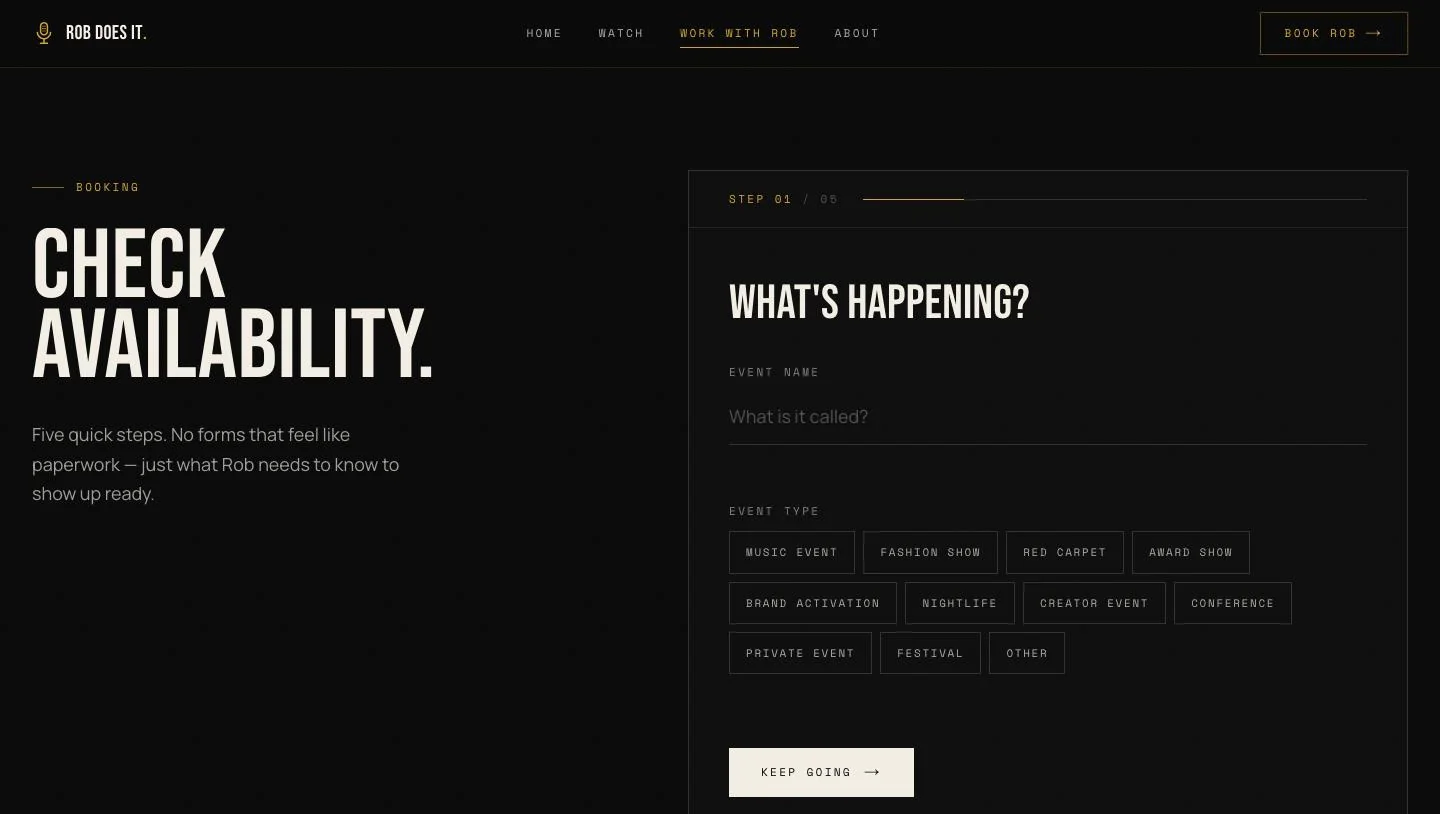 ROB DOES IT.
HOME WATCH WORK WITH ROB ABOUT
BOOK ROB →
BOOKING
CHECK
AVAILABILITY.
Five quick steps. No forms that feel like
paperwork — just what Rob needs to know to
show up ready.
STEP 01 / 05
WHAT'S HAPPENING?
EVENT NAME
What is it called?
EVENT TYPE
MUSIC EVENT FASHION SHOW RED CARPET AWARD SHOW
BRAND ACTIVATION NIGHTLIFE CREATOR EVENT CONFERENCE
PRIVATE EVENT FESTIVAL OTHER
KEEP GOING →